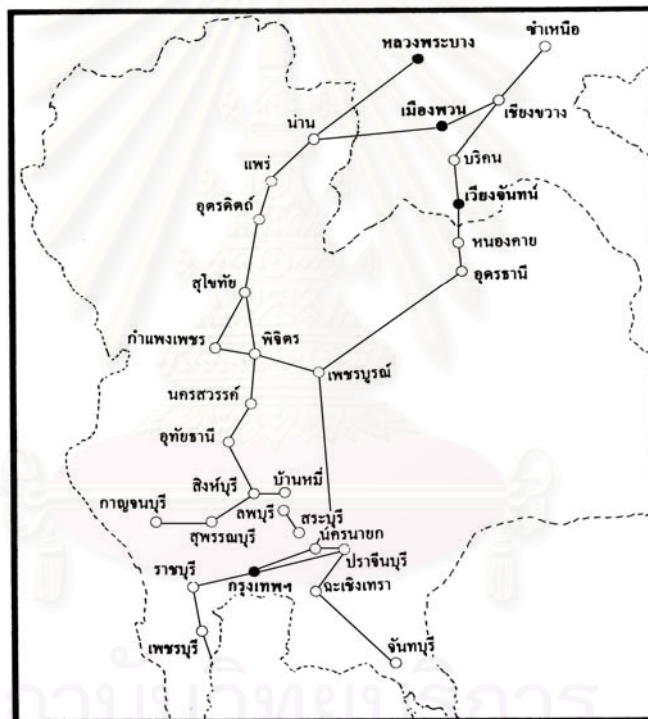 ซำเหนือ
หลวงพระบาง
เมืองพวน
เชียงขวาง
น่าน
บริคน
แพร่
เวียงจันทน์
อุตรดิตถ์
หนองคาย
อุดรธานี
สุโขทัย
กำแพงเพชร
พิจิตร
เพชรบูรณ์
นครสวรรค์
อุทัยธานี
สิงห์บุรี
บ้านหมี่
กาญจนบุรี
ลพบุรี
สระบุรี
สุพรรณบุรี
นครนายก
ปราจีนบุรี
ราชบุรี
กรุงเทพฯ
ฉะเชิงเทรา
เพชรบุรี
จันทบุรี